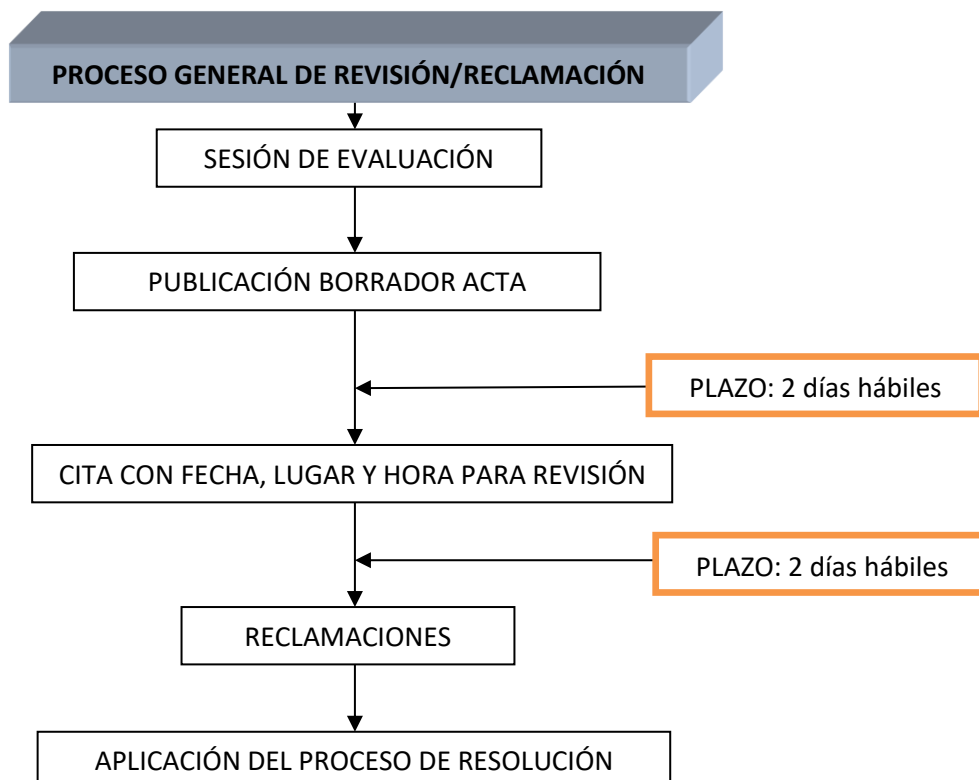 PROCESO GENERAL DE REVISIÓN/RECLAMACIÓN
SESIÓN DE EVALUACIÓN
PUBLICACIÓN BORRADOR ACTA
PLAZO: 2 días hábiles
CITA CON FECHA, LUGAR Y HORA PARA REVISIÓN
PLAZO: 2 días hábiles
RECLAMACIONES
APLICACIÓN DEL PROCESO DE RESOLUCIÓN